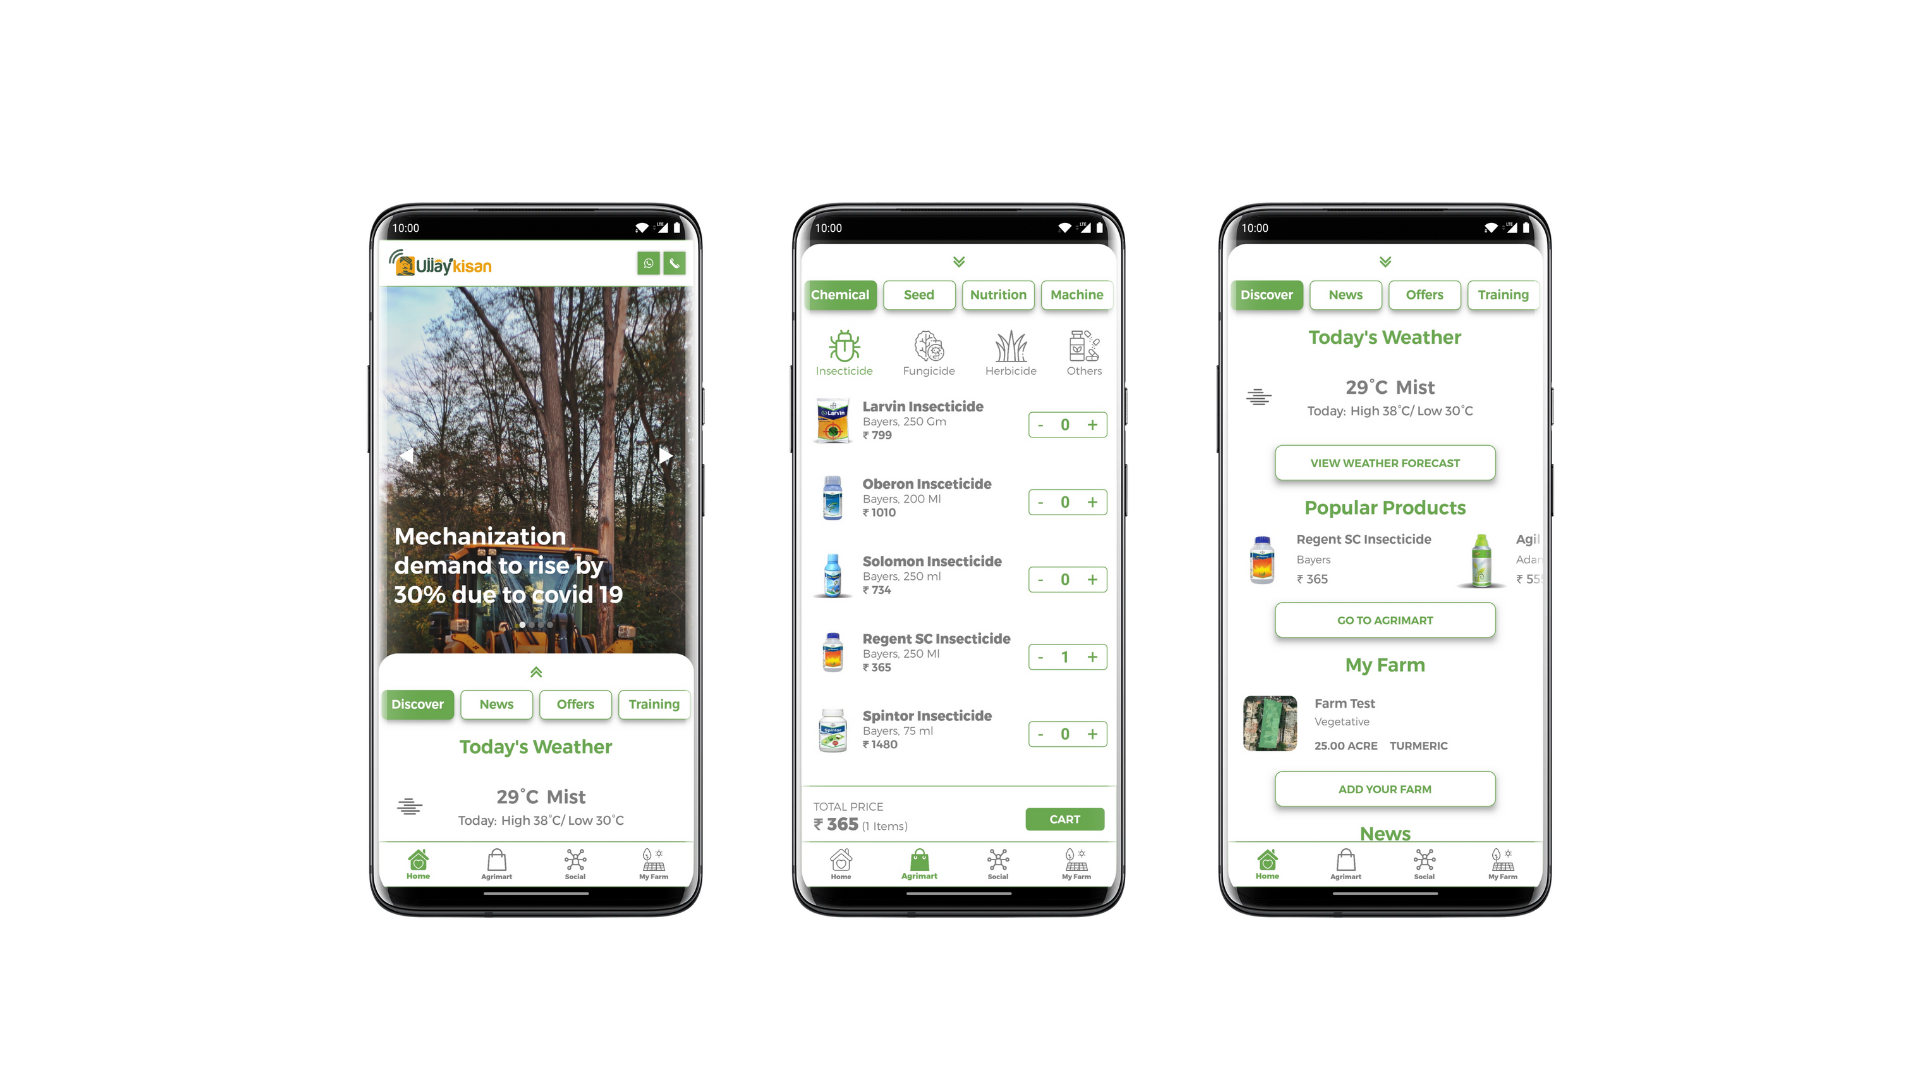 10:00
Ujjay kisan
Mechanization
demand to rise by
30% due to covid 19
Discover News Offers Training
Today's Weather
29°C Mist
Today: High 38°C/ Low 30°C
Home Agrimart Social My Farm
10:00
Chemical Seed Nutrition Machine
Insecticide Fungicide Herbicide Others
Larvin Insecticide
Bayers, 250 Gm
₹ 799
- 0 +
Oberon Insceticide
Bayers, 200 Ml
₹ 1010
- 0 +
Solomon Insecticide
Bayers, 250 ml
₹ 734
- 0 +
Regent SC Insecticide
Bayers, 250 Ml
₹ 365
- 1 +
Spintor Insecticide
Bayers, 75 ml
₹ 1480
- 0 +
TOTAL PRICE
₹ 365 (1 Items)
CART
Home Agrimart Social My Farm
10:00
Discover News Offers Training
Today's Weather
29°C Mist
Today: High 38°C/ Low 30°C
VIEW WEATHER FORECAST
Popular Products
Regent SC Insecticide
Bayers
₹ 365
Agil
Adar
₹ 55
GO TO AGRIMART
My Farm
Farm Test
Vegetative
25.00 ACRE TURMERIC
ADD YOUR FARM
News
Home Agrimart Social My Farm